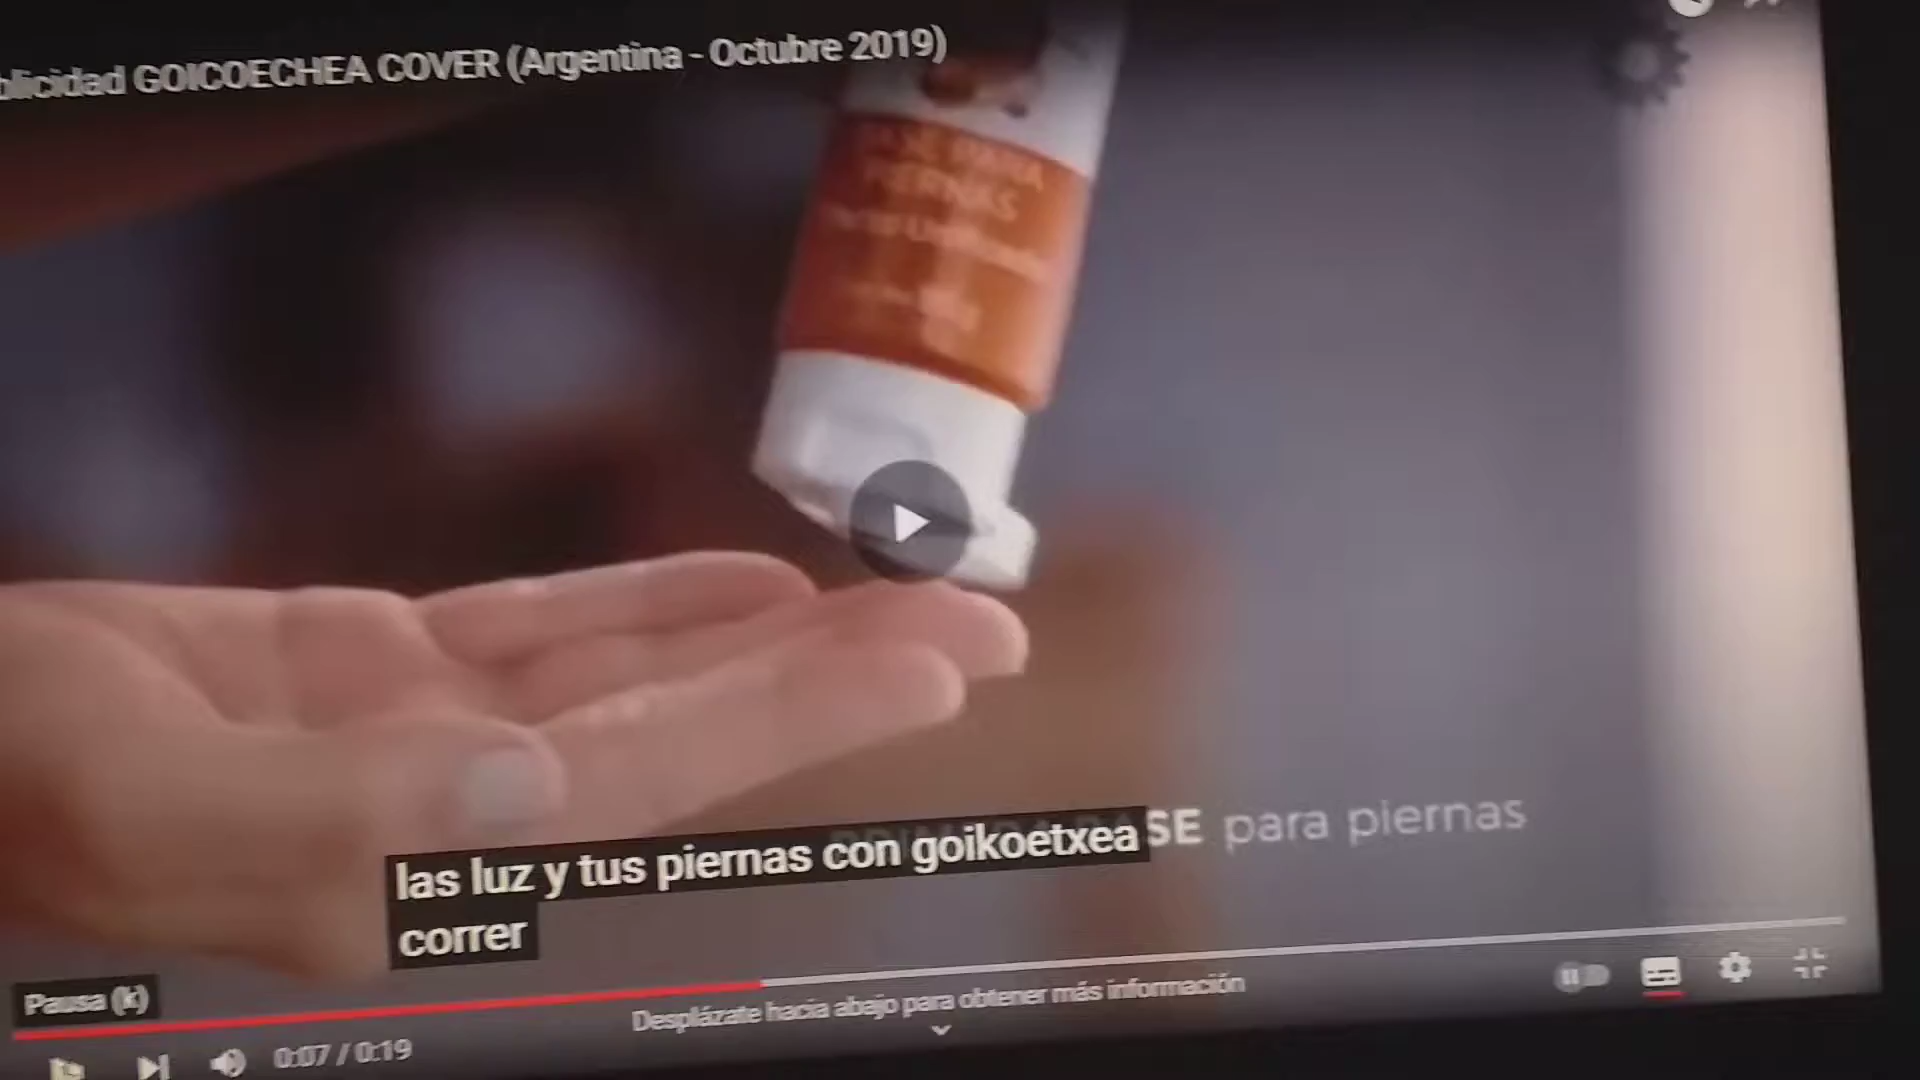 blicidad GOICOECHEA COVER (Argentina - Octubre 2019)
PIERNAS
SE para piernas
las luz y tus piernas con goikoetxea
correr
Pausa (k)
Desplázate hacia abajo para obtener más información
0:07 / 0:19